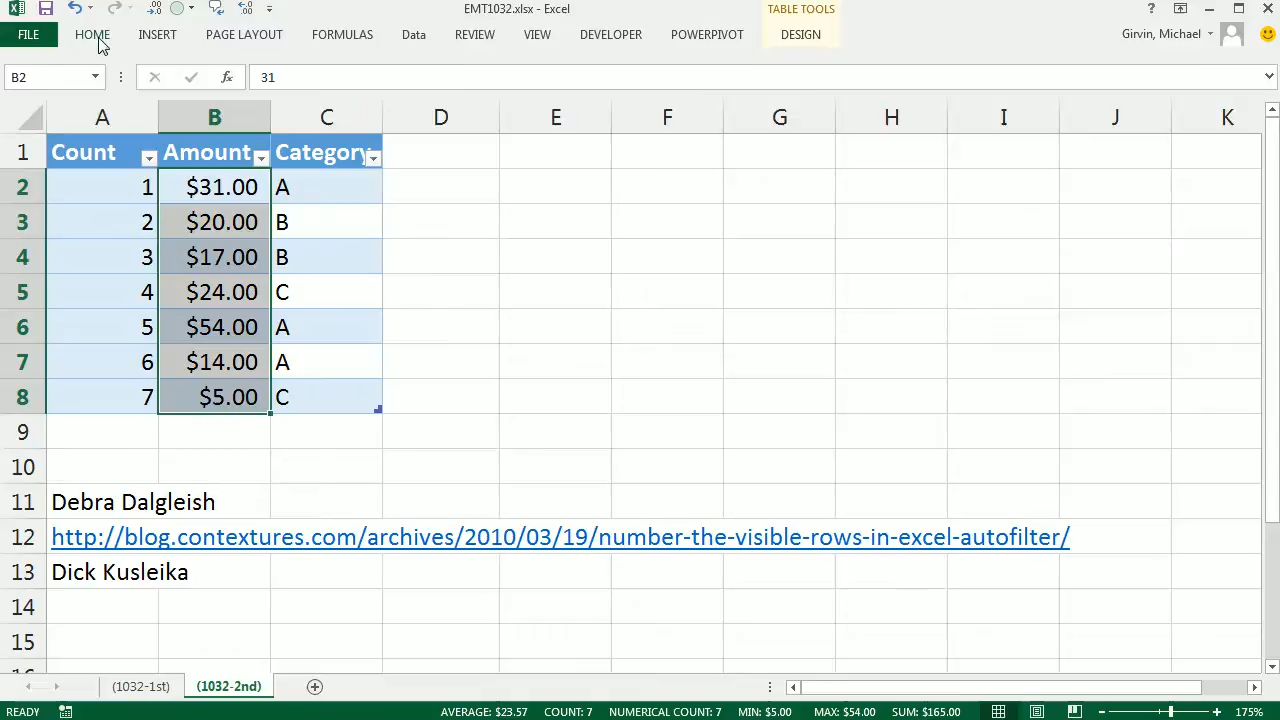 EMT1032.xlsx - Excel
TABLE TOOLS
?
FILE HOME INSERT PAGE LAYOUT FORMULAS Data REVIEW VIEW DEVELOPER POWERPIVOT DESIGN Girvin, Michael
B2 fx 31
A B C D E F G H I J K
1 Count Amount Category
2 1 $31.00 A
3 2 $20.00 B
4 3 $17.00 B
5 4 $24.00 C
6 5 $54.00 A
7 6 $14.00 A
8 7 $5.00 C
9
10
11 Debra Dalgleish
12 http://blog.contextures.com/archives/2010/03/19/number-the-visible-rows-in-excel-autofilter/
13 Dick Kusleika
14
15
16
(1032-1st) (1032-2nd)
READY AVERAGE: $23.57 COUNT: 7 NUMERICAL COUNT: 7 MIN: $5.00 MAX: $54.00 SUM: $165.00 175%